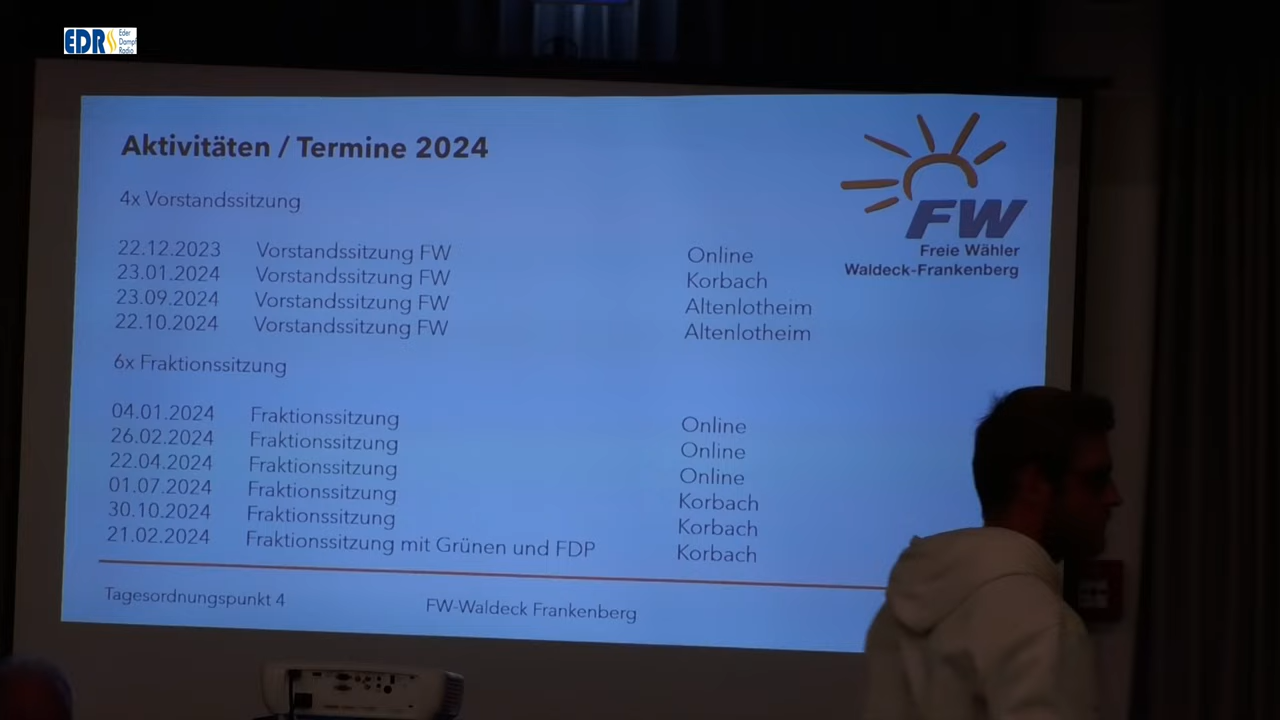 EDR Eder
Dampf
Radio
Aktivitäten / Termine 2024
4x Vorstandssitzung
22.12.2023 Vorstandssitzung FW Online
23.01.2024 Vorstandssitzung FW Korbach
23.09.2024 Vorstandssitzung FW Altenlotheim
22.10.2024 Vorstandssitzung FW Altenlotheim
FW
Freie Wähler
Waldeck-Frankenberg
6x Fraktionssitzung
04.01.2024 Fraktionssitzung Online
26.02.2024 Fraktionssitzung Online
22.04.2024 Fraktionssitzung Online
01.07.2024 Fraktionssitzung Korbach
30.10.2024 Fraktionssitzung Korbach
21.02.2024 Fraktionssitzung mit Grünen und FDP Korbach
Tagesordnungspunkt 4 FW-Waldeck Frankenberg